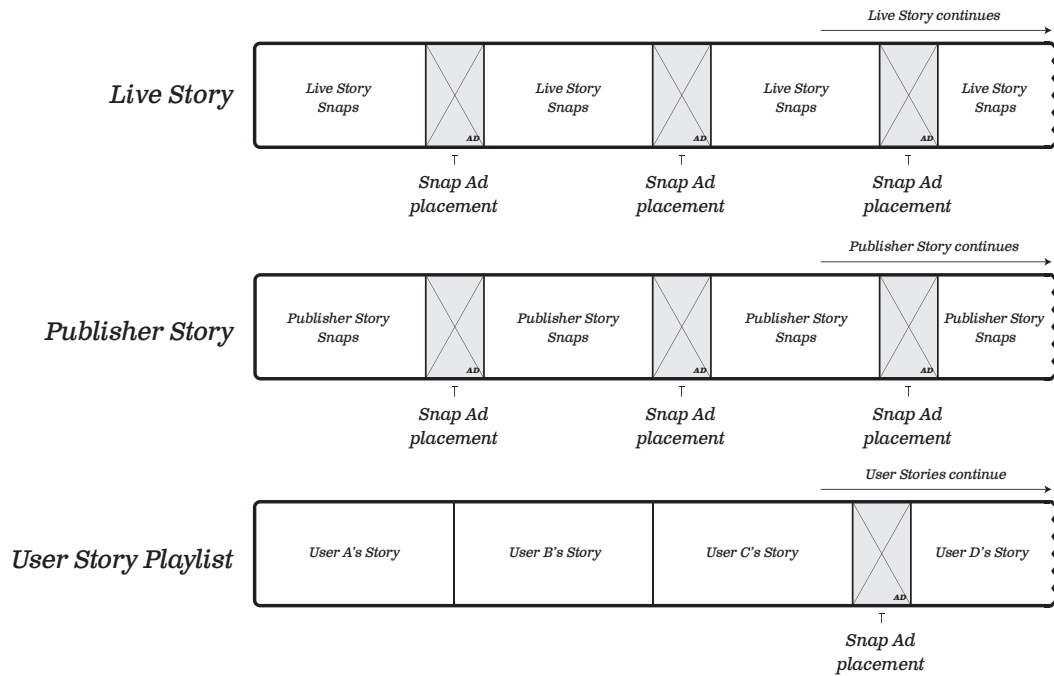 Live Story continues
Live Story
Live Story
Snaps
AD
Live Story
Snaps
AD
Live Story
Snaps
AD
Live Story
Snaps
Snap Ad
placement
Snap Ad
placement
Snap Ad
placement
Publisher Story continues
Publisher Story
Publisher Story
Snaps
AD
Publisher Story
Snaps
AD
Publisher Story
Snaps
AD
Publisher Story
Snaps
Snap Ad
placement
Snap Ad
placement
Snap Ad
placement
User Stories continue
User Story Playlist
User A's Story
User B's Story
User C's Story
AD
User D's Story
Snap Ad
placement